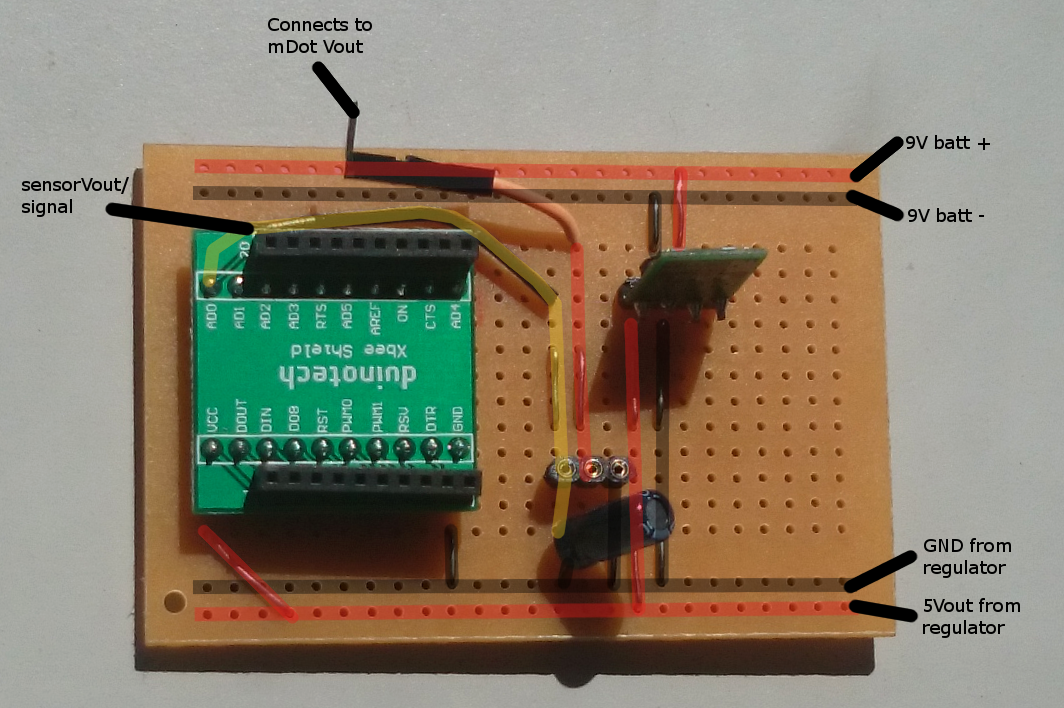 Connects to
mDot Vout
9V batt +
sensorVout/
signal
9V batt -
20
AD0 AD1 AD2 AD3 RTS AD5 AREF ON CTS AD4
Xbee Shield
duinotech
VCC DOUT DIN DO8 RST PWM0 PWM1 RSV DTR GND
GND from
regulator
5Vout from
regulator